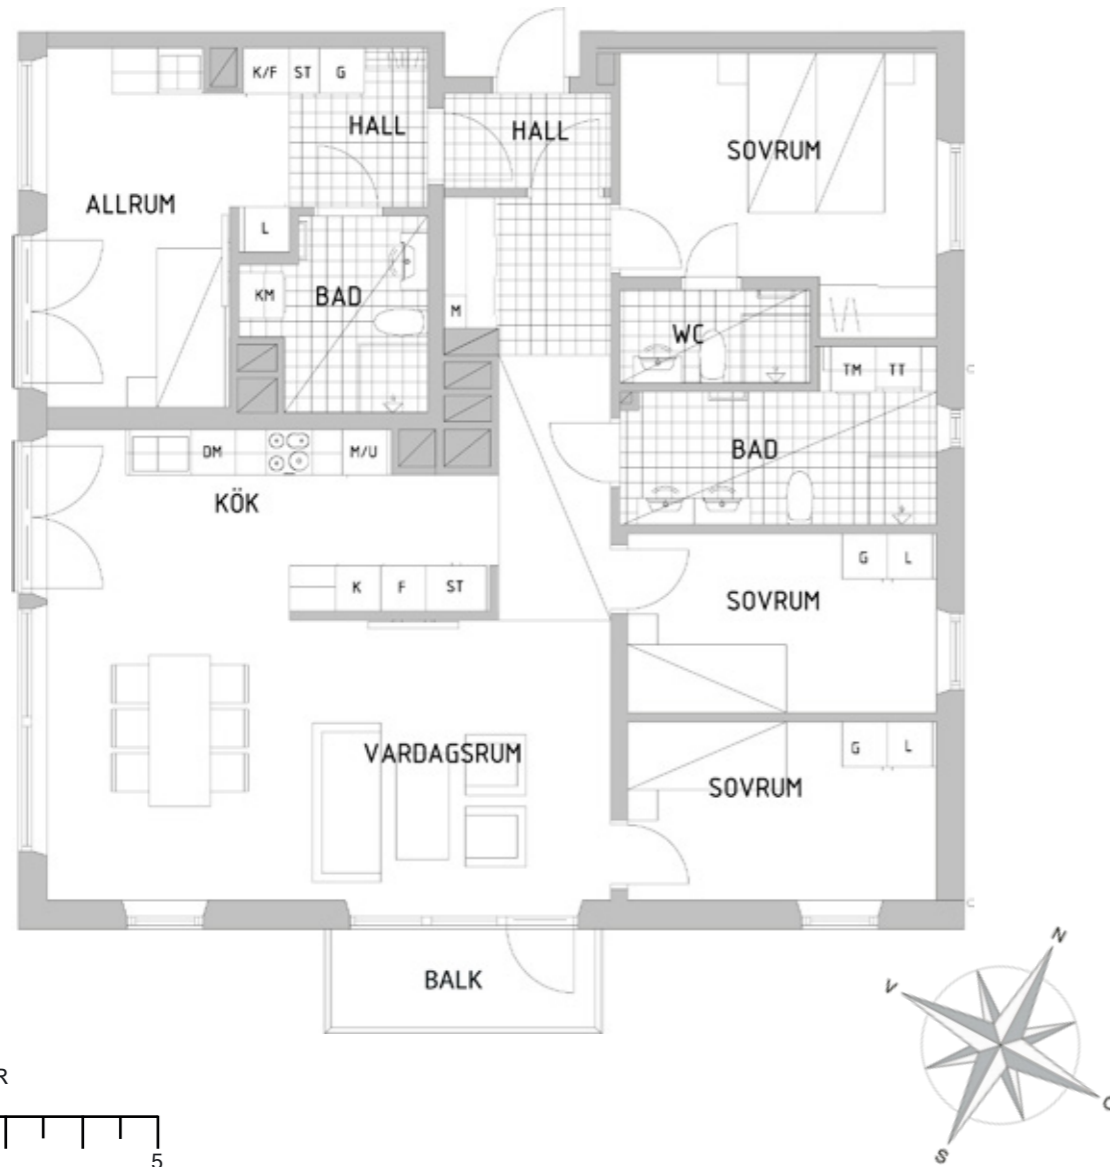 K/F ST G
HALL
HALL
SOVRUM
ALLRUM
L
KM
BAD
M
WC
TM TT
DM
M/U
BAD
KÖK
G L
K F ST
SOVRUM
VARDAGSRUM
G L
SOVRUM
BALK
N
V
O
S
R
5